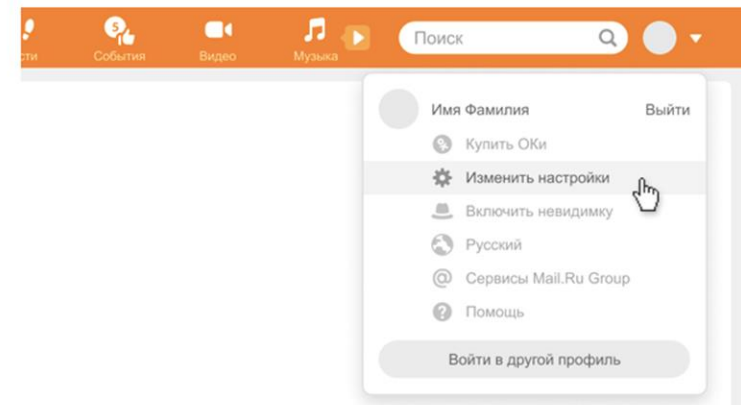 5
сти События Видео Музыка Поиск
Имя Фамилия Выйти
Купить ОКи
Изменить настройки
Включить невидимку
Русский
@ Сервисы Mail.Ru Group
? Помощь
Войти в другой профиль